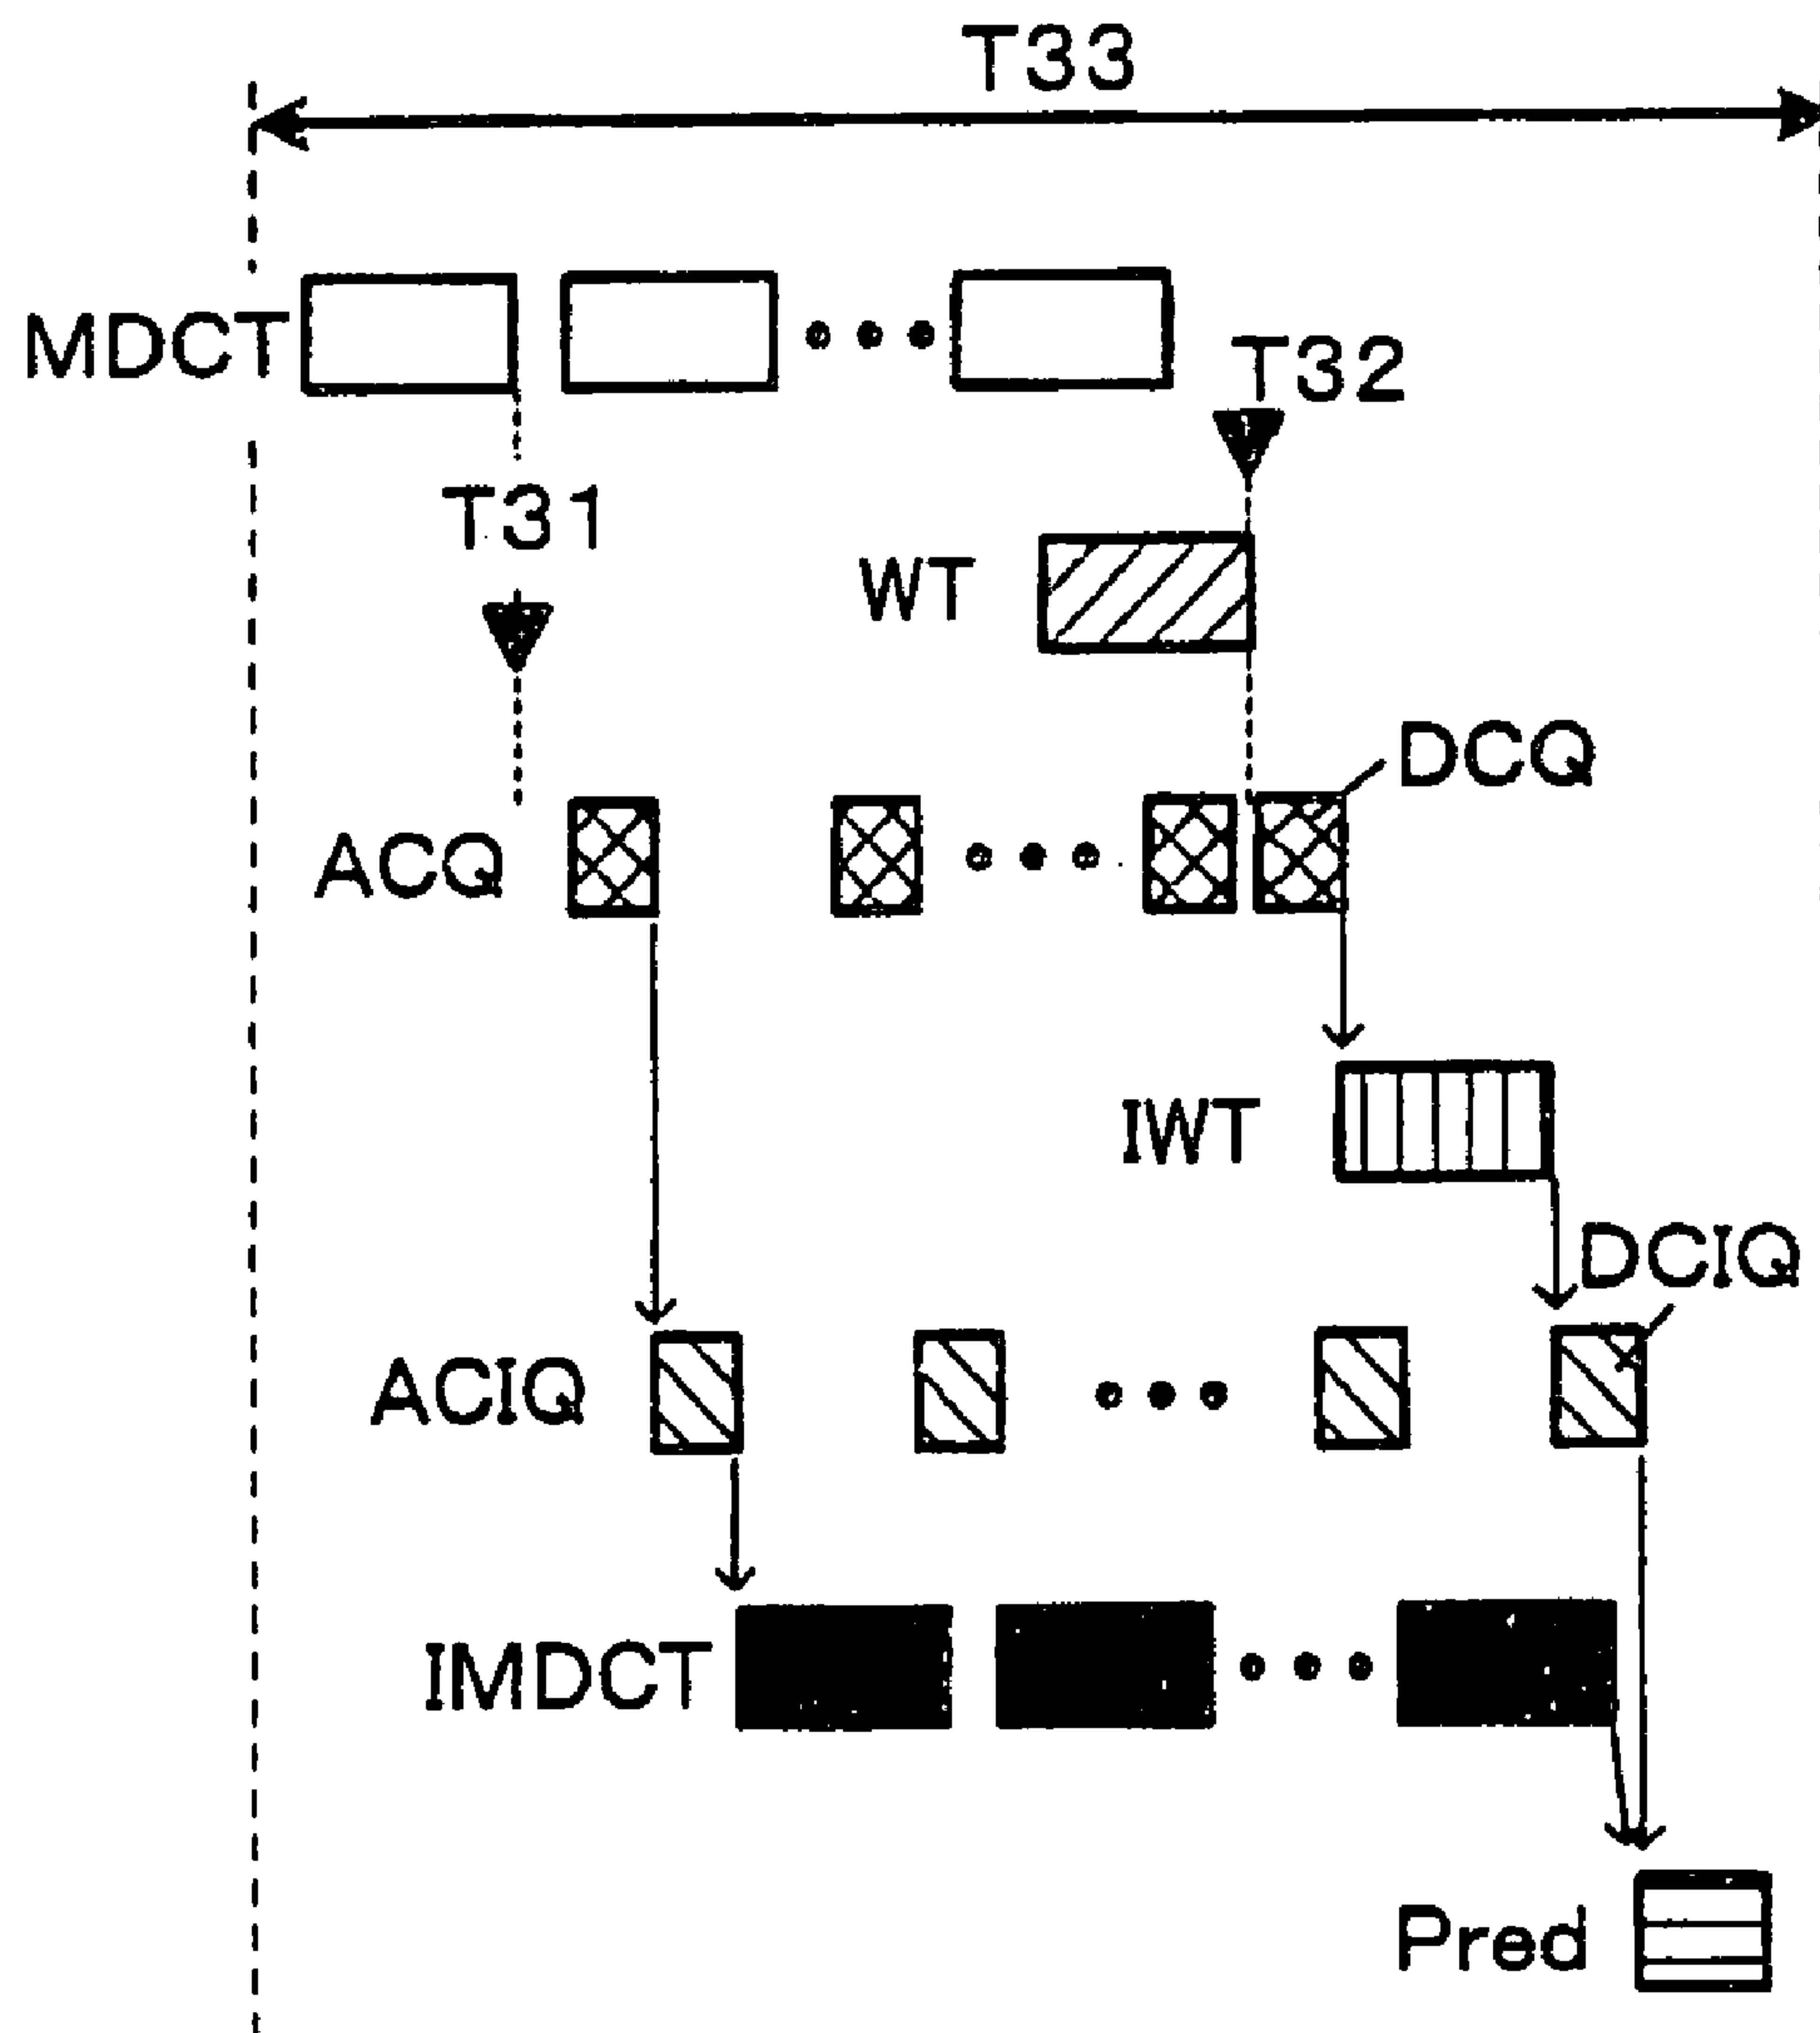 T33
MDCT
T32
T31
WT
DCQ
ACQ
IWT
DCIQ
ACIQ
IMDCT
Pred